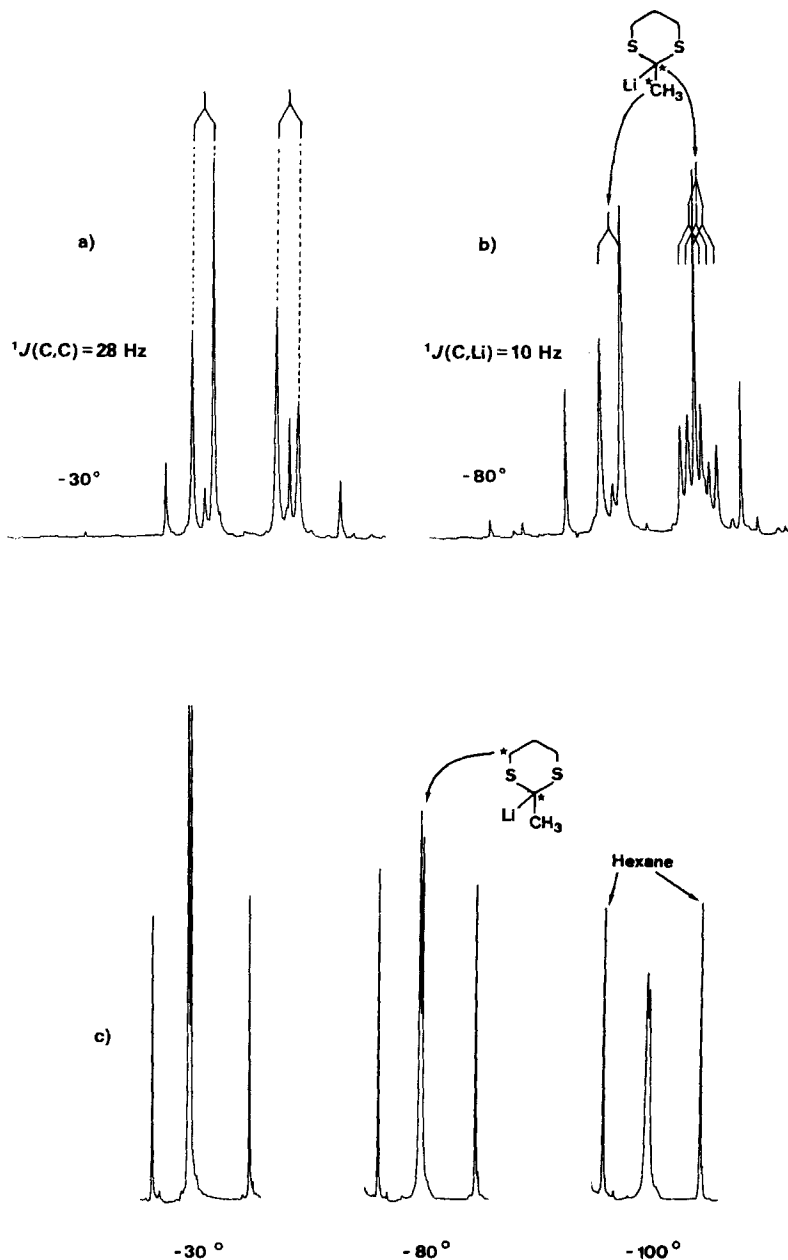 S S
Li *
*CH₃
a)
b)
¹J(C,C) = 28 Hz
¹J(C,Li) = 10 Hz
-30°
-80°
*
S S
Li *
CH₃
Hexane
c)
-30°
-80°
-100°